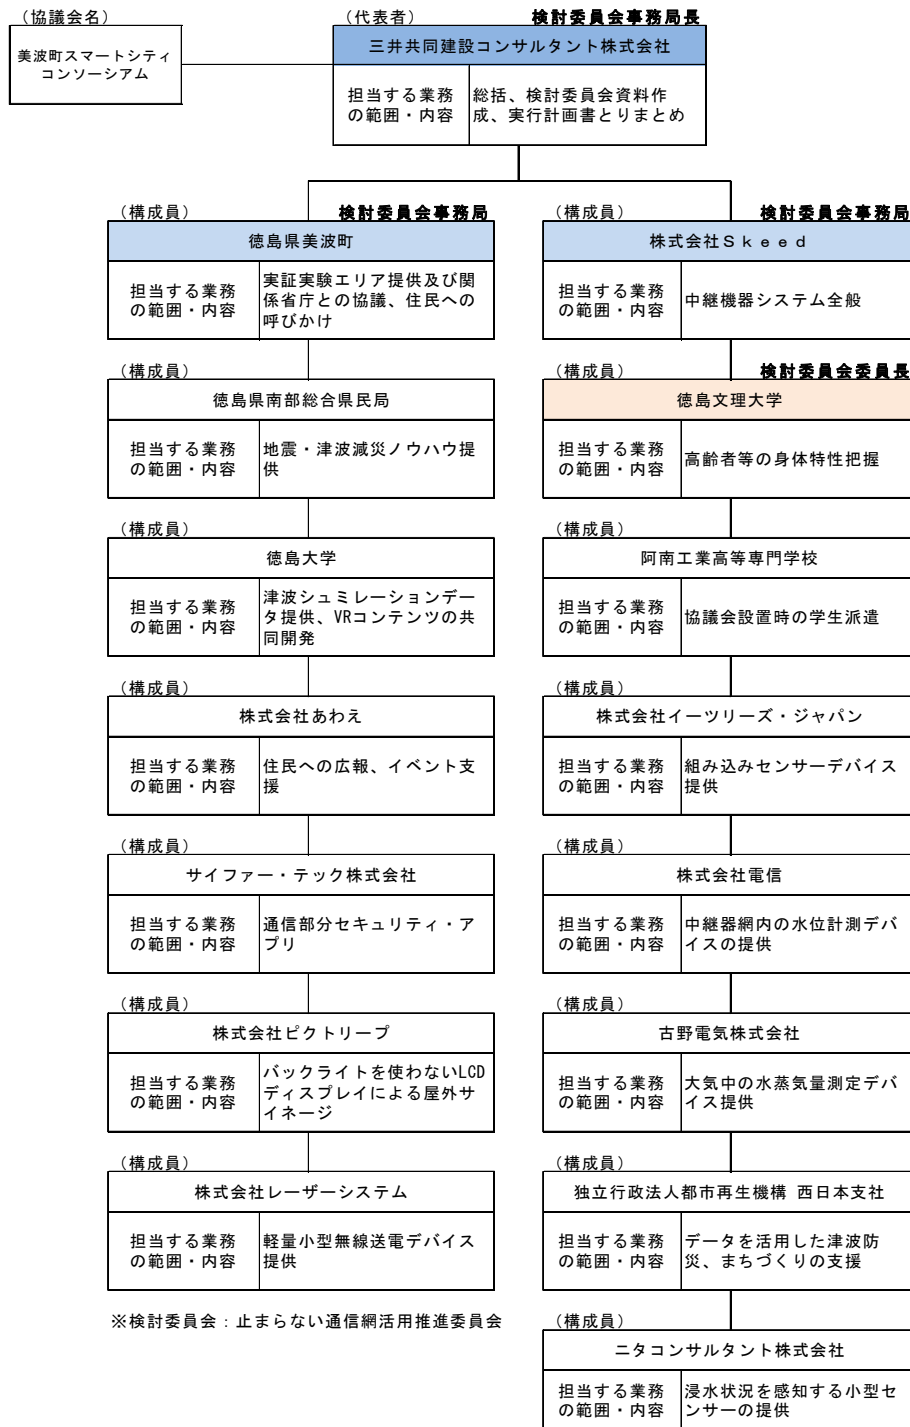 （協議会名）
美波町スマートシティ
コンソーシアム
（代表者）　検討委員会事務局長
三井共同建設コンサルタント株式会社
担当する業務
の範囲・内容
総括、検討委員会資料作
成、実行計画書とりまとめ
（構成員）　検討委員会事務局
徳島県美波町
担当する業務
の範囲・内容
実証実験エリア提供及び関
係省庁との協議、住民への
呼びかけ
（構成員）
徳島県南部総合県民局
担当する業務
の範囲・内容
地震・津波減災ノウハウ提
供
（構成員）
徳島大学
担当する業務
の範囲・内容
津波シュミレーションデー
タ提供、VRコンテンツの共
同開発
（構成員）
株式会社あわえ
担当する業務
の範囲・内容
住民への広報、イベント支
援
（構成員）
サイファー・テック株式会社
担当する業務
の範囲・内容
通信部分セキュリティ・ア
プリ
（構成員）
株式会社ピクトリープ
担当する業務
の範囲・内容
バックライトを使わないLCD
ディスプレイによる屋外サ
イネージ
（構成員）
株式会社レーザーシステム
担当する業務
の範囲・内容
軽量小型無線送電デバイス
提供
※検討委員会：止まらない通信網活用推進委員会
（構成員）　検討委員会事務局
株式会社Ｓｋｅｅｄ
担当する業務
の範囲・内容
中継機器システム全般
（構成員）　検討委員会委員長
徳島文理大学
担当する業務
の範囲・内容
高齢者等の身体特性把握
（構成員）
阿南工業高等専門学校
担当する業務
の範囲・内容
協議会設置時の学生派遣
（構成員）
株式会社イーツリーズ・ジャパン
担当する業務
の範囲・内容
組み込みセンサーデバイス
提供
（構成員）
株式会社電信
担当する業務
の範囲・内容
中継器網内の水位計測デバ
イスの提供
（構成員）
古野電気株式会社
担当する業務
の範囲・内容
大気中の水蒸気量測定デバ
イス提供
（構成員）
独立行政法人都市再生機構 西日本支社
担当する業務
の範囲・内容
データを活用した津波防
災、まちづくりの支援
（構成員）
ニタコンサルタント株式会社
担当する業務
の範囲・内容
浸水状況を感知する小型セ
ンサーの提供